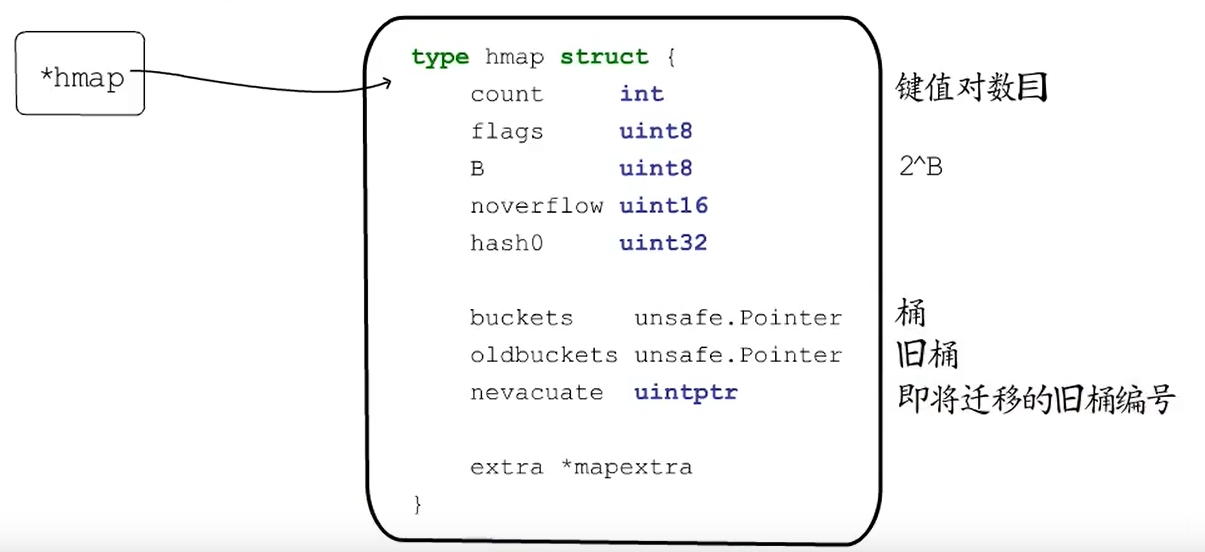 *hmap
type hmap struct {
count int 键值对数目
flags uint8
B uint8 2^B
noverflow uint16
hash0 uint32
buckets unsafe.Pointer 桶
oldbuckets unsafe.Pointer 旧桶
nevacuate uintptr 即将迁移的旧桶编号
extra *mapextra
}